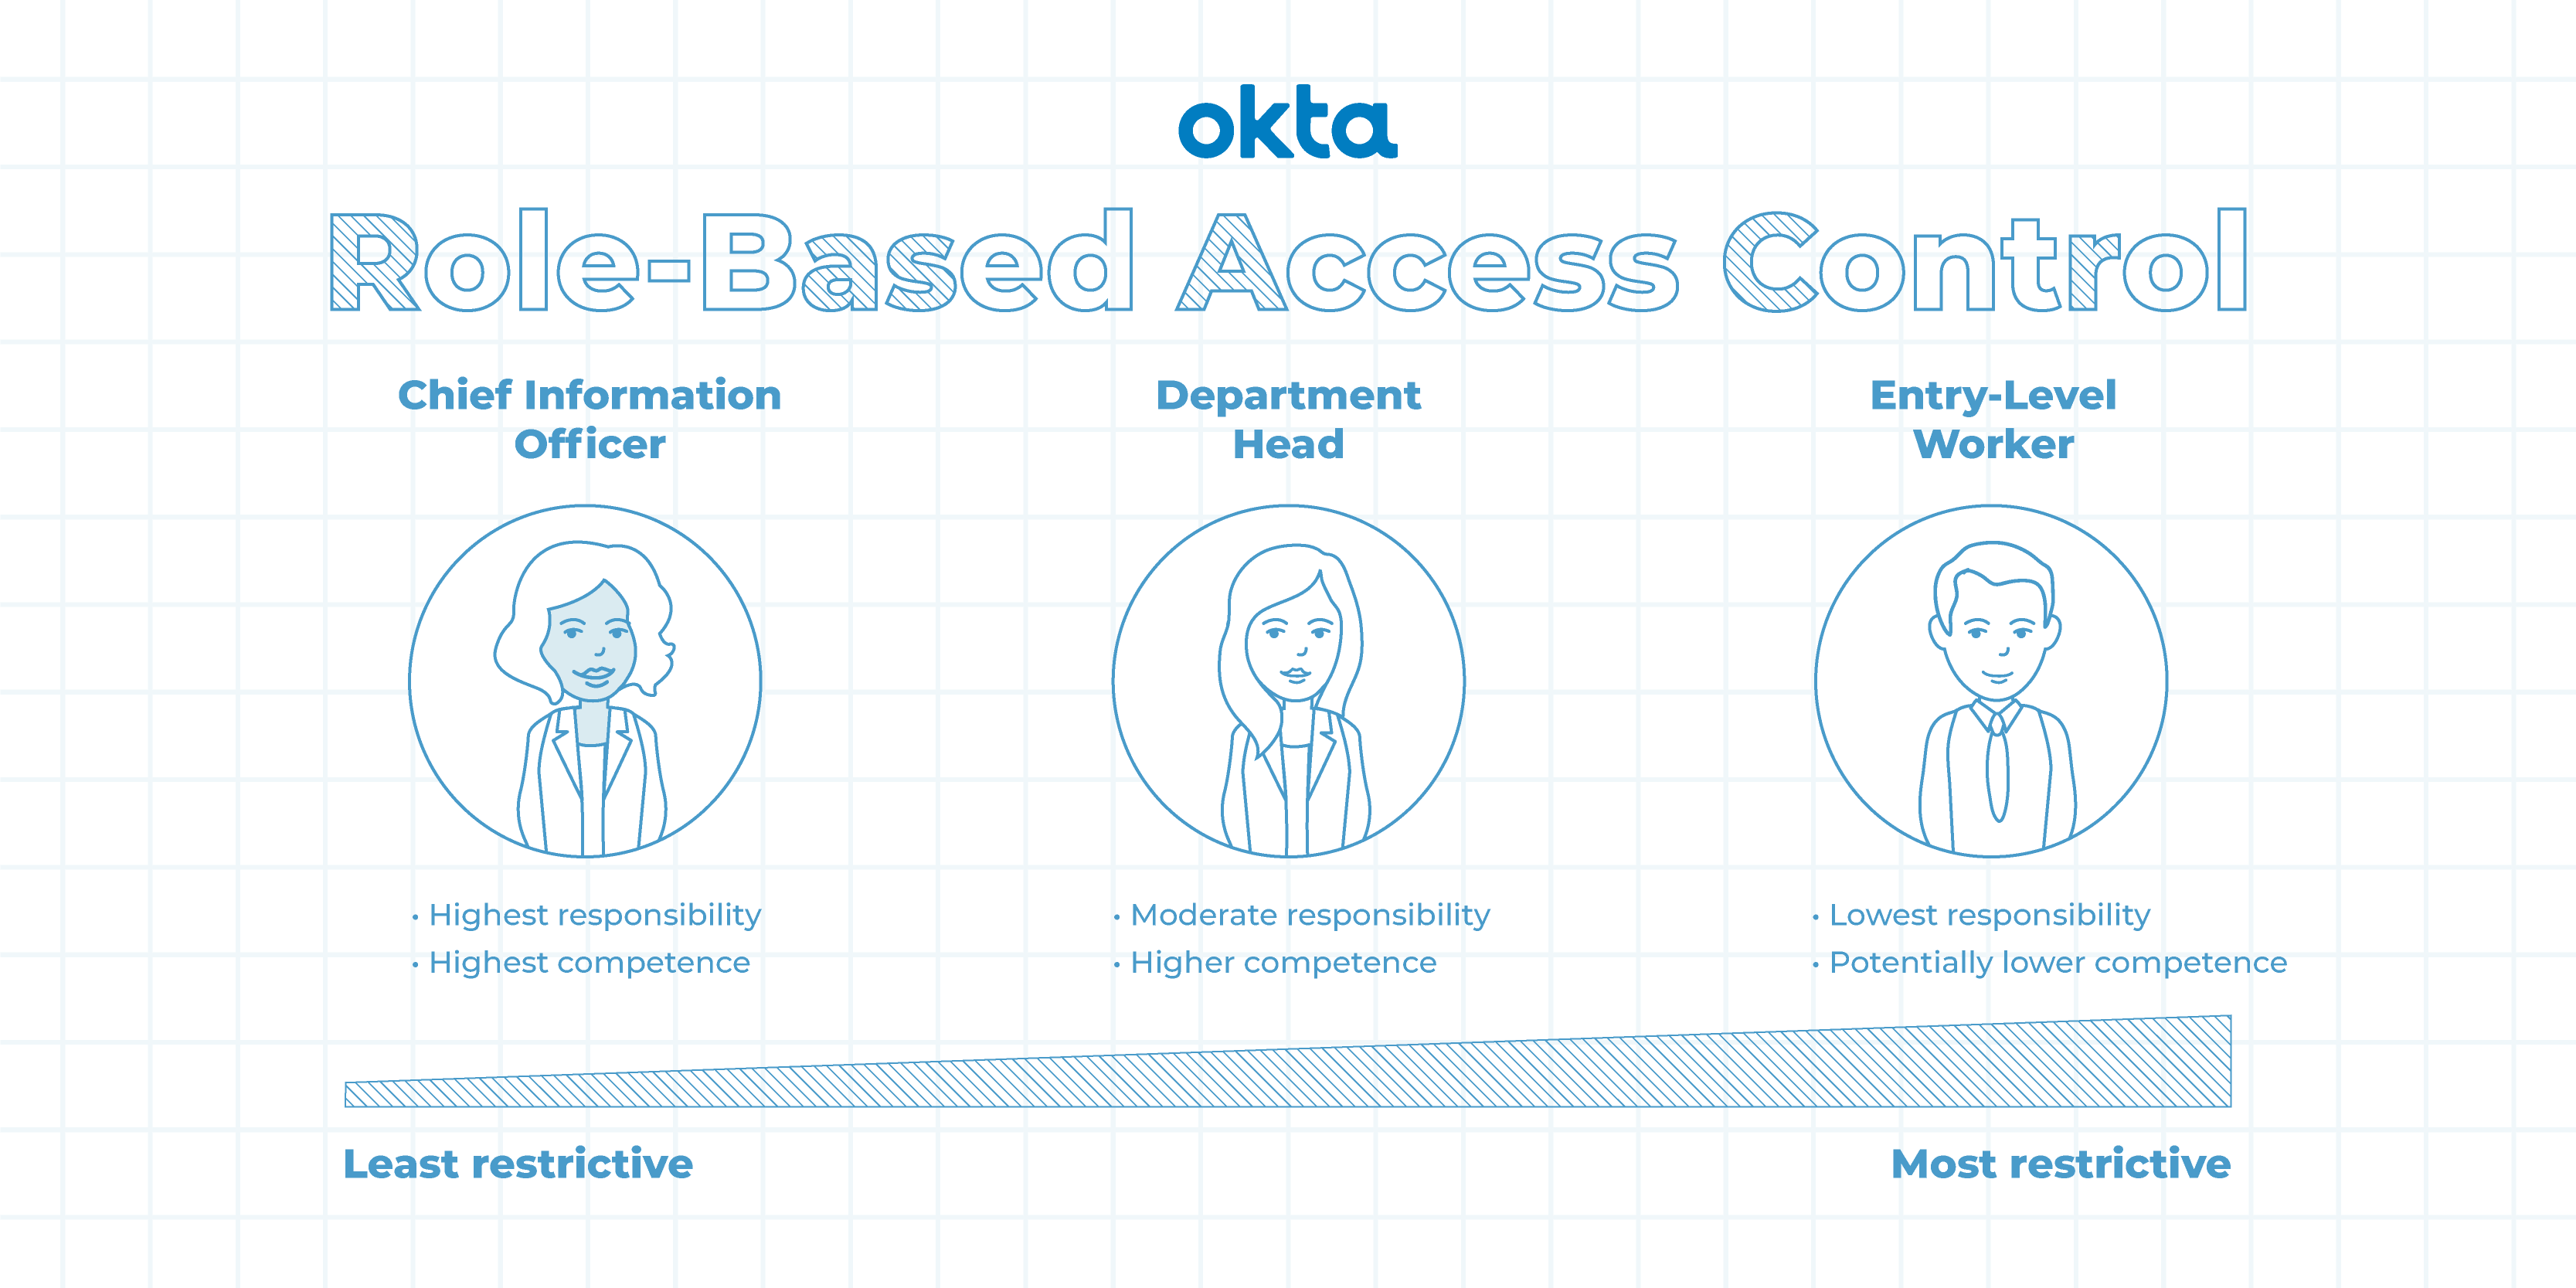 okta
Role-Based Access Control
Chief Information
Officer
Department
Head
Entry-Level
Worker
• Highest responsibility
• Highest competence
• Moderate responsibility
• Higher competence
• Lowest responsibility
• Potentially lower competence
Least restrictive
Most restrictive